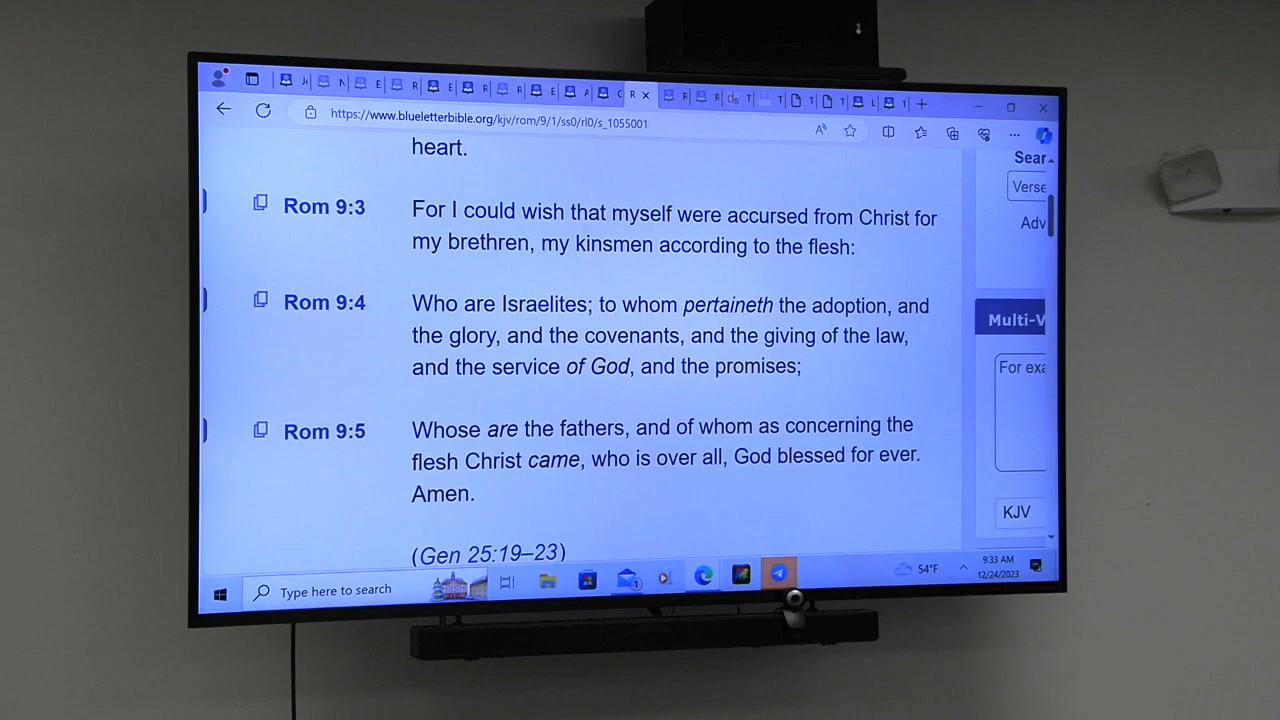 https://www.blueletterbible.org/kjv/rom/9/1/ss0/rl0/s_1055001
heart.
Sear
Verse
Adv
Rom 9:3 For I could wish that myself were accursed from Christ for
my brethren, my kinsmen according to the flesh:
Rom 9:4 Who are Israelites; to whom pertaineth the adoption, and
the glory, and the covenants, and the giving of the law,
and the service of God, and the promises;
Multi-V
For exa
Rom 9:5 Whose are the fathers, and of whom as concerning the
flesh Christ came, who is over all, God blessed for ever.
Amen.
KJV
(Gen 25:19–23)
Type here to search
1
54°F
9:33 AM
12/24/2023